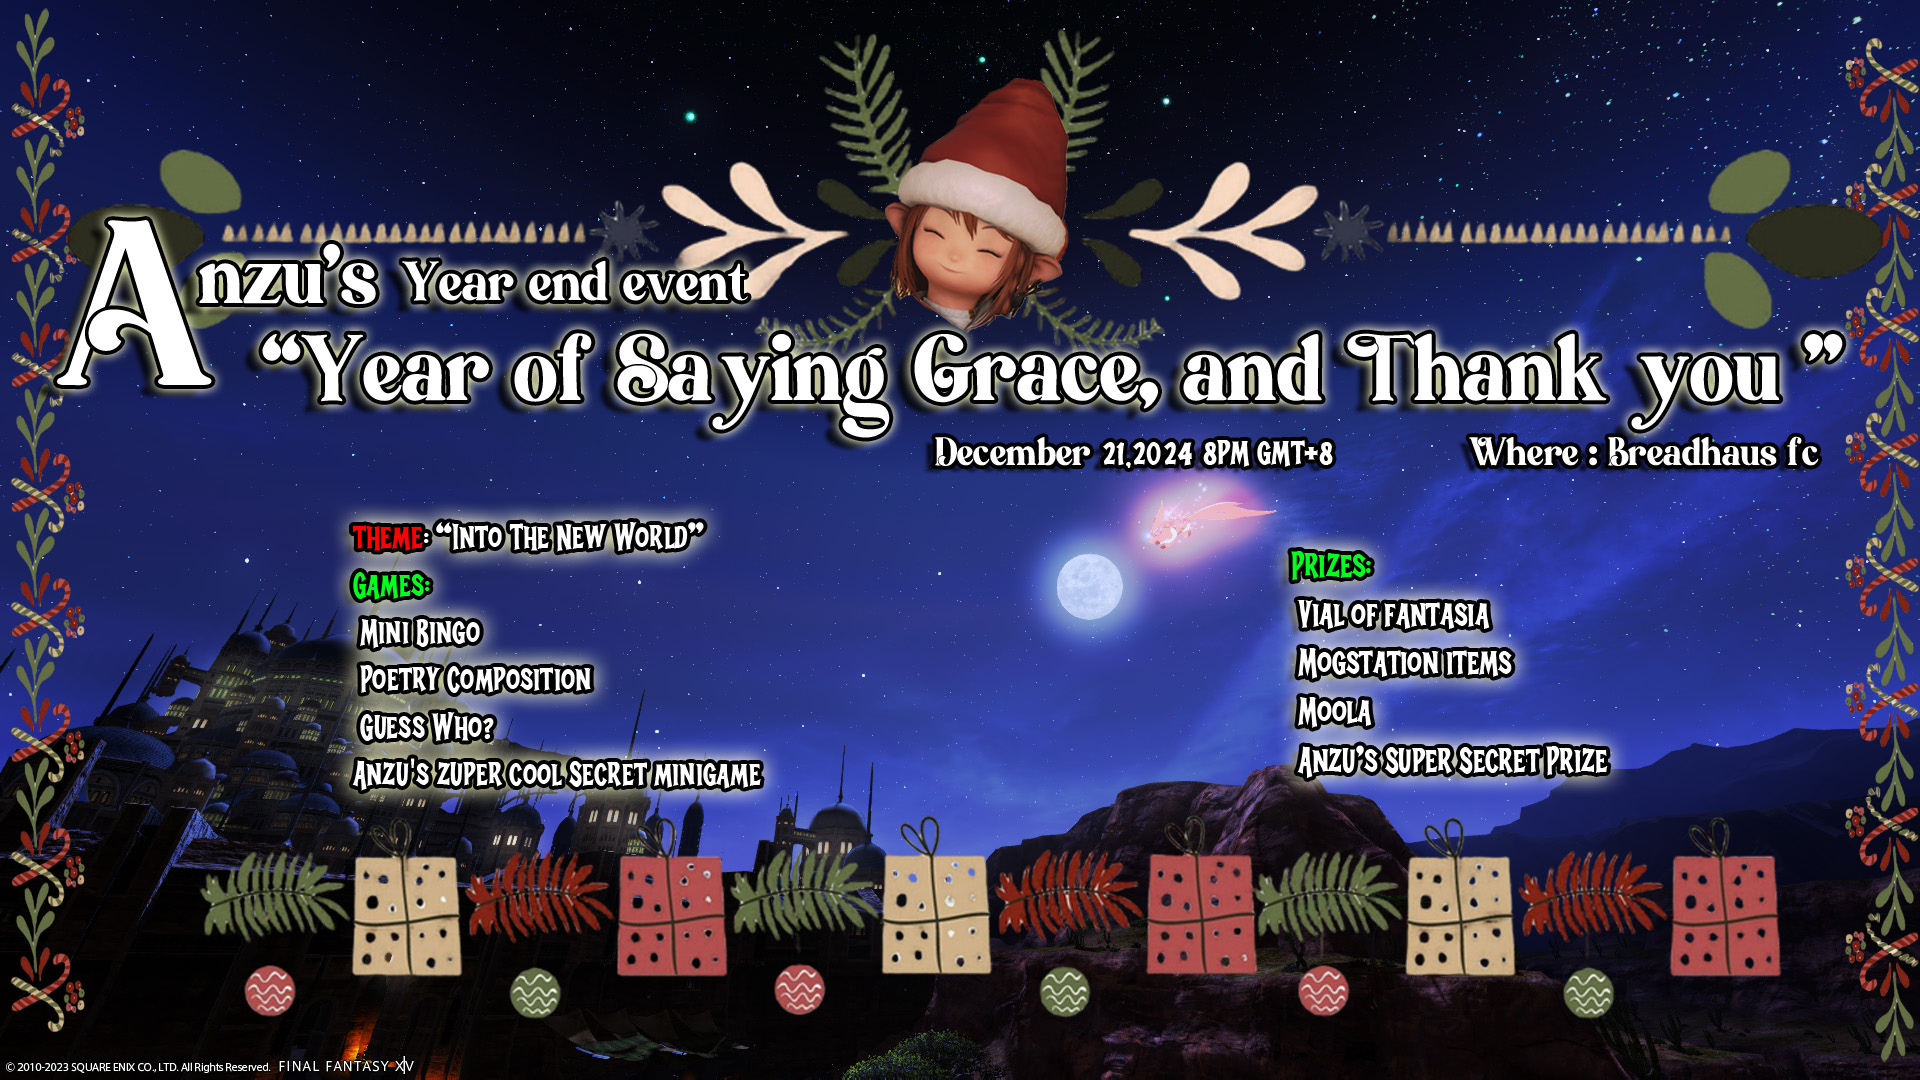 Anzu's Year end event
“Year of Saying Grace, and Thank you”
December 21,2024 8PM GMT+8
Where : Breadhaus fc
THEME: “INTO THE NEW WORLD”
GAMES:
MINI BINGO
POETRY COMPOSITION
GUESS WHO?
ANZU'S ZUPER COOL SECRET MINIGAME
PRIZES:
VIAL OF FANTASIA
MOGSTATION ITEMS
MOOLA
ANZU'S SUPER SECRET PRIZE
© 2010-2023 SQUARE ENIX CO., LTD. All Rights Reserved. FINAL FANTASY XIV